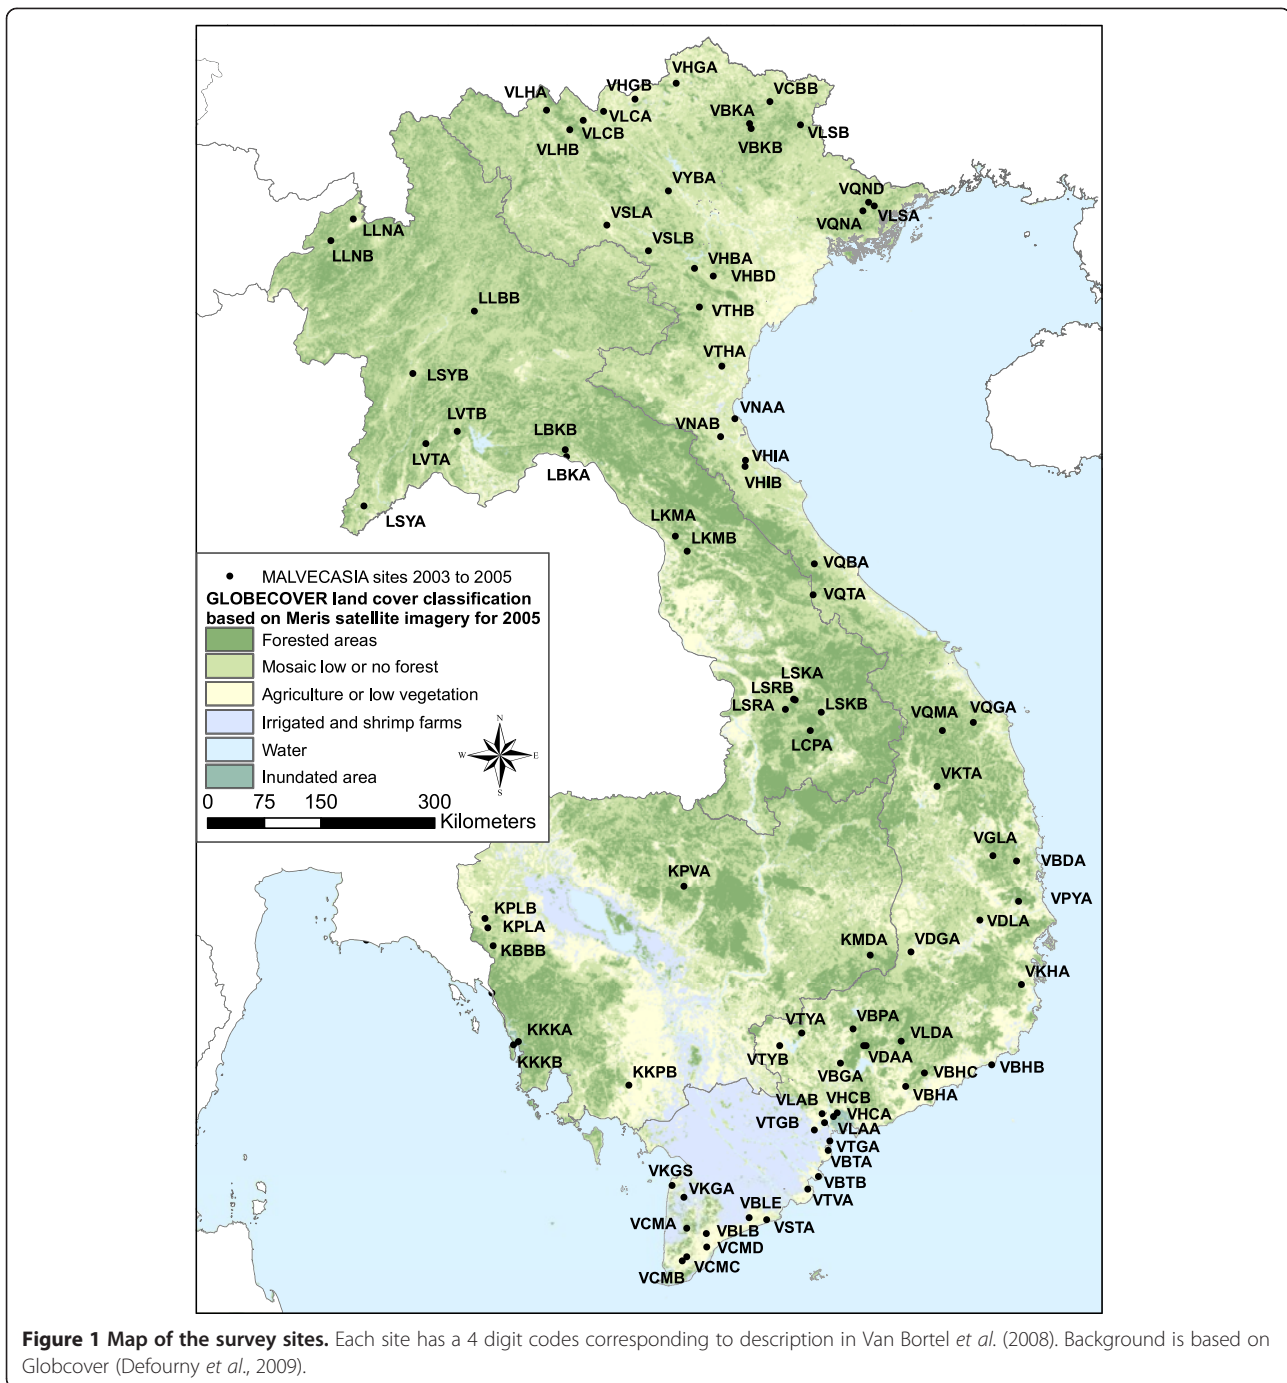 VHGA
VHGB
VLHA
VCBB
VLCA
VBKA
VLCB
VLSB
VBKB
VLHB
VYBA
VQND
VSLA
VLSA
VQNA
LLNA
VSLB
LLNB
VHBA
VHBD
LLBB
VTHB
VTHA
LSYB
LVTB
VNAA
LBKB
VNAB
LVTA
VHIA
LBKA
VHIB
LSYA
LKMA
LKMB
VQBA
VQTA
MALVECASIA sites 2003 to 2005
GLOBECOVER land cover classification
based on Meris satellite imagery for 2005
Forested areas
Mosaic low or no forest
Agriculture or low vegetation
Irrigated and shrimp farms
Water
Inundated area
N
W E
S
0 75 150 300
Kilometers
LSKA
LSRB
LSRA
LSKB
VQMA
VQGA
LCPA
VKTA
VGLA
VBDA
KPVA
VPYA
KPLB
KPLA
VDLA
KBBB
KMDA
VDGA
VKHA
VTYA
VBPA
KKKA
VLDA
VTYB
VDAA
KKKB
VBHB
KKPB
VBGA
VBHC
VBHA
VLAB
VHCB
VHCA
VTGB
VLAA
VTGA
VBTA
VKGS
VKGA
VBTB
VTVA
VCMA
VBLE
VSTA
VBLB
VCMD
VCMC
VCMB
Figure 1 Map of the survey sites. Each site has a 4 digit codes corresponding to description in Van Bortel et al. (2008). Background is based on
Globcover (Defourny et al., 2009).